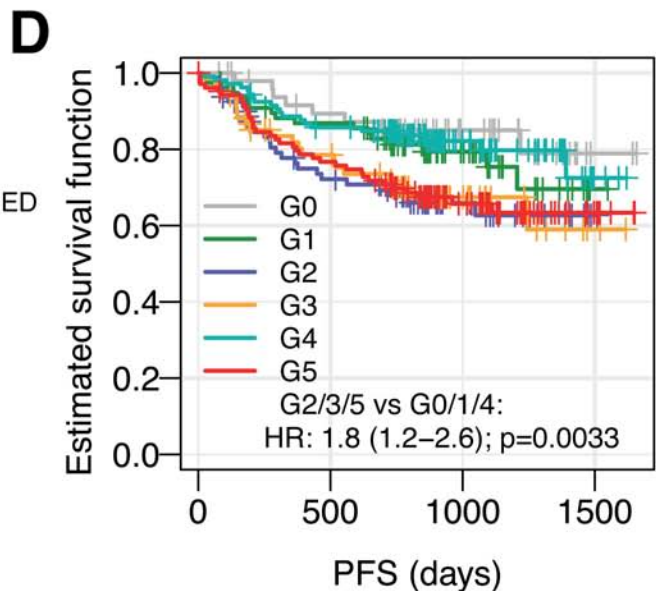 D
ED
Estimated survival function
1.0
0.8
0.6
0.4
0.2
0.0
G0
G1
G2
G3
G4
G5
G2/3/5 vs G0/1/4:
HR: 1.8 (1.2–2.6); p=0.0033
0 500 1000 1500
PFS (days)